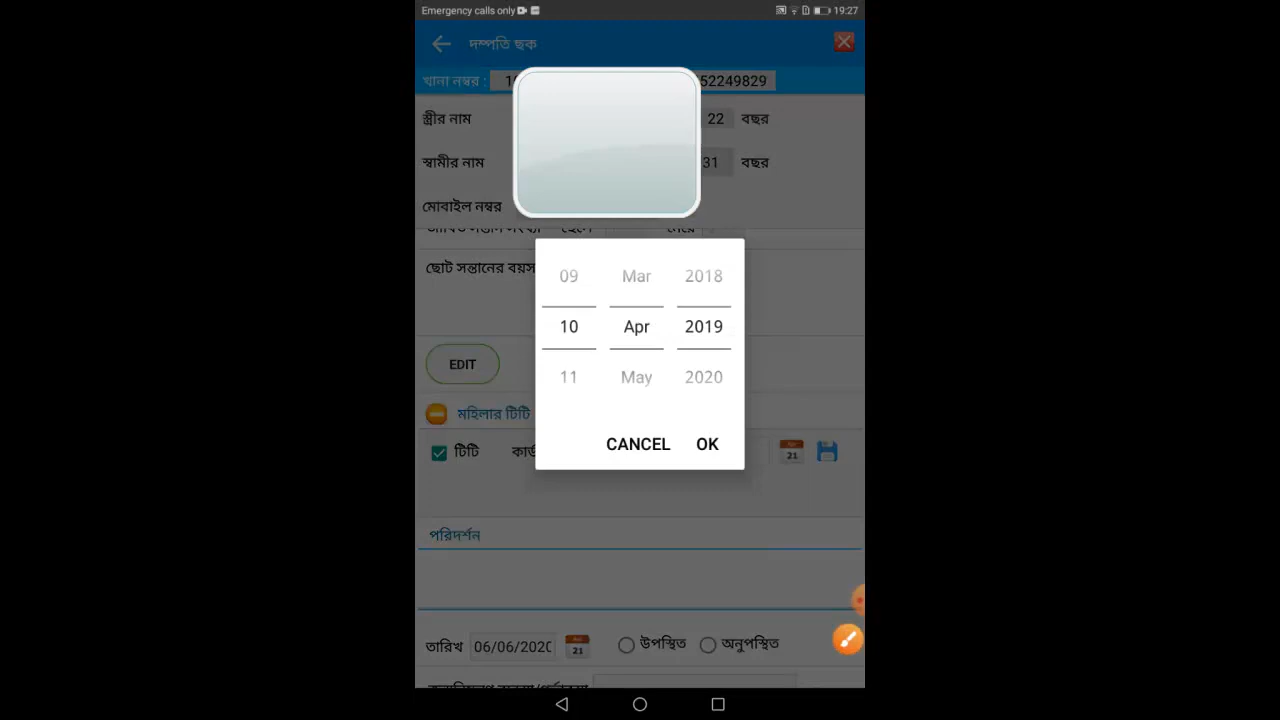 Emergency calls only 19:27
দম্পতি ছক
খানা নম্বর : 52249829
স্ত্রীর নাম 22 বছর
স্বামীর নাম 31 বছর
মোবাইল নম্বর
ছোট সন্তানের বয়স
09 Mar 2018
10 Apr 2019
11 May 2020
CANCEL OK
EDIT
মহিলার টিটি
টিটি 21
পরিদর্শন
তারিখ 06/06/2020 21 উপস্থিত অনুপস্থিত